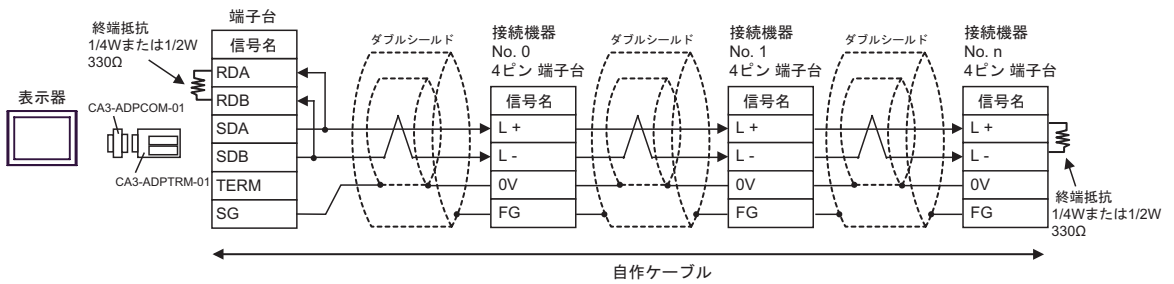 終端抵抗
1/4Wまたは1/2W
330Ω
表示器
CA3-ADPCOM-01
CA3-ADPTRM-01
端子台
信号名
RDA
RDB
SDA
SDB
TERM
SG
ダブルシールド
接続機器
No. 0
4ピン 端子台
信号名
L +
L -
0V
FG
ダブルシールド
接続機器
No. 1
4ピン 端子台
信号名
L +
L -
0V
FG
ダブルシールド
接続機器
No. n
4ピン 端子台
信号名
L +
L -
0V
FG
終端抵抗
1/4Wまたは1/2W
330Ω
自作ケーブル